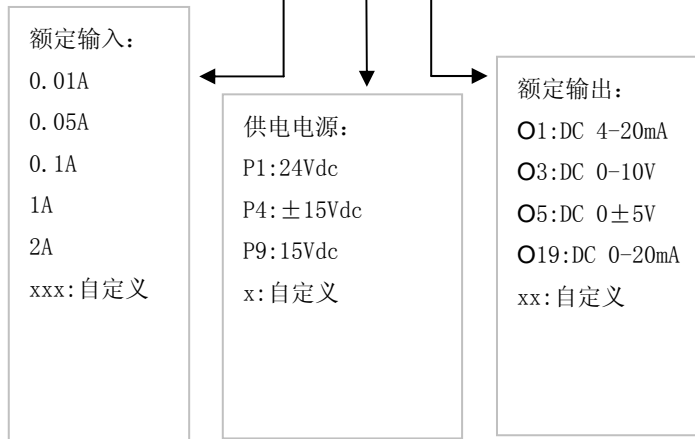 额定输入:
0.01A
0.05A
0.1A
1A
2A
xxx:自定义
供电电源:
P1:24Vdc
P4:±15Vdc
P9:15Vdc
x:自定义
额定输出:
O1:DC 4-20mA
O3:DC 0-10V
O5:DC 0±5V
O19:DC 0-20mA
xx:自定义